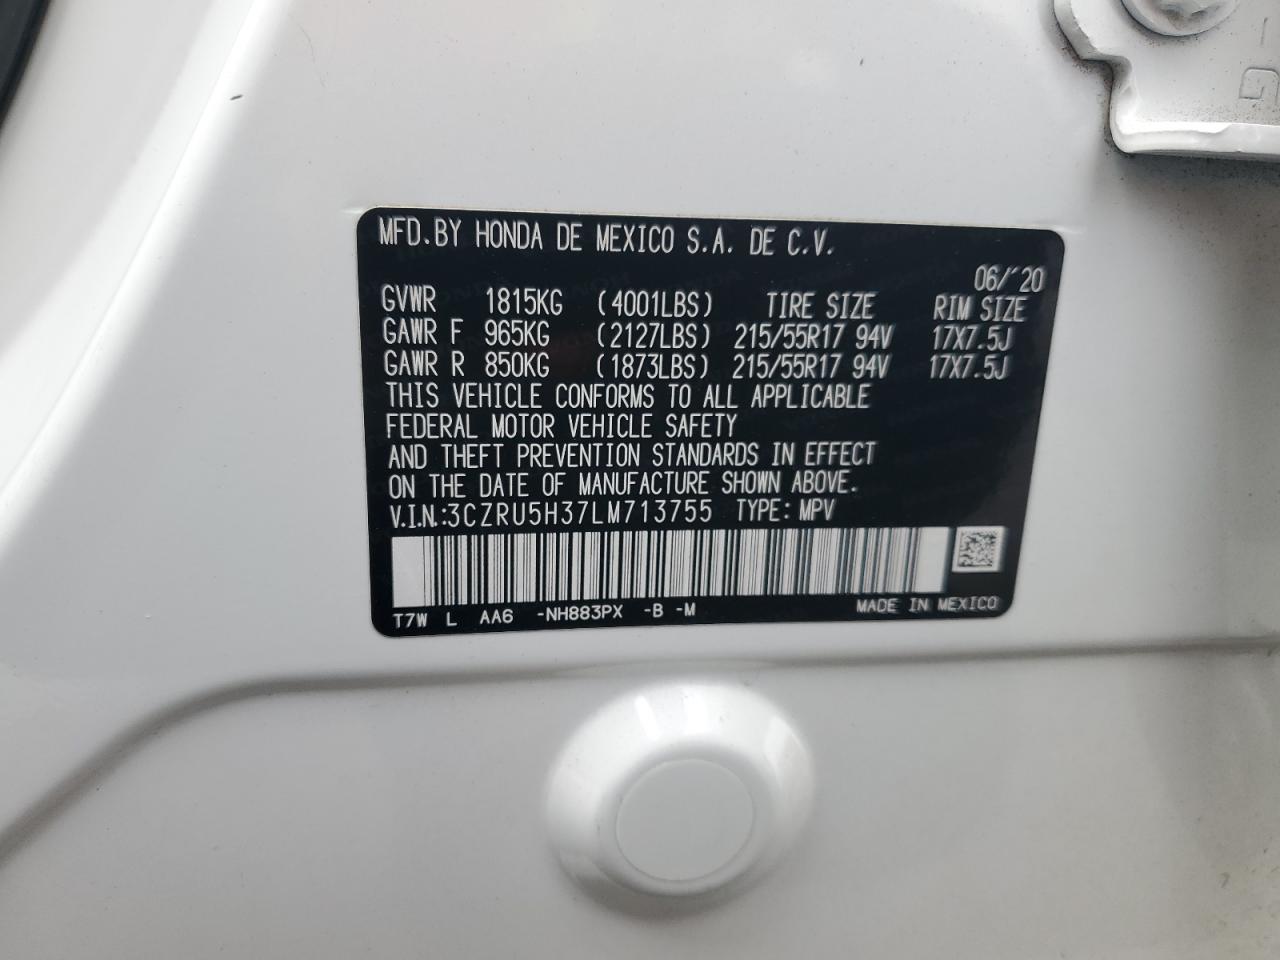 MFD.BY HONDA DE MEXICO S.A. DE C.V.
06/'20
GVWR 1815KG (4001LBS) TIRE SIZE RIM SIZE
GAWR F 965KG (2127LBS) 215/55R17 94V 17X7.5J
GAWR R 850KG (1873LBS) 215/55R17 94V 17X7.5J
THIS VEHICLE CONFORMS TO ALL APPLICABLE
FEDERAL MOTOR VEHICLE SAFETY
AND THEFT PREVENTION STANDARDS IN EFFECT
ON THE DATE OF MANUFACTURE SHOWN ABOVE.
V.I.N.:3CZRU5H37LM713755 TYPE: MPV
T7W L AA6 -NH883PX -B -M MADE IN MEXICO